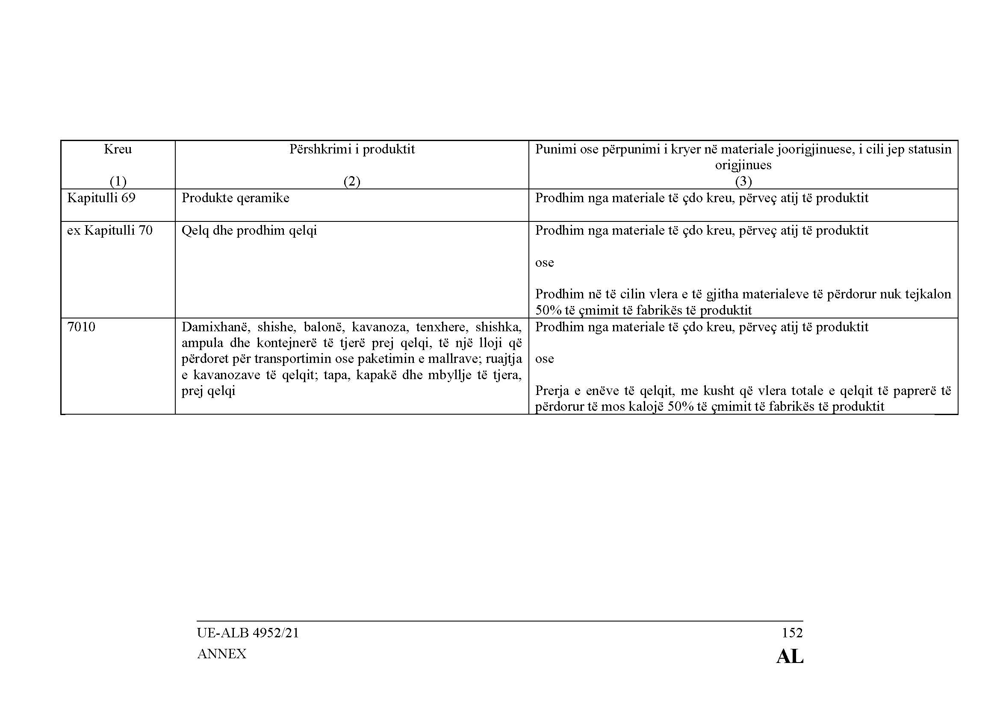 Kreu
(1)
Përshkrimi i produktit
(2)
Punimi ose përpunimi i kryer në materiale joorigjinuese, i cili jep statusin
origjinues
(3)
Kapitulli 69
Produkte qeramike
Prodhim nga materiale të çdo kreu, përveç atij të produktit
ex Kapitulli 70
Qelq dhe prodhim qelqi
Prodhim nga materiale të çdo kreu, përveç atij të produktit
ose
Prodhim në të cilin vlera e të gjitha materialeve të përdorur nuk tejkalon
50% të çmimit të fabrikës të produktit
7010
Damixhanë, shishe, balonë, kavanoza, tenxhere, shishka,
ampula dhe kontejnerë të tjerë prej qelqi, të një lloji që
përdoret për transportimin ose paketimin e mallrave; ruajtja
e kavanozave të qelqit; tapa, kapakë dhe mbyllje të tjera,
prej qelqi
Prodhim nga materiale të çdo kreu, përveç atij të produktit
ose
Prerja e enëve të qelqit, me kusht që vlera totale e qelqit të paprerë të
përdorur të mos kalojë 50% të çmimit të fabrikës të produktit
UE-ALB 4952/21
152
ANNEX
AL